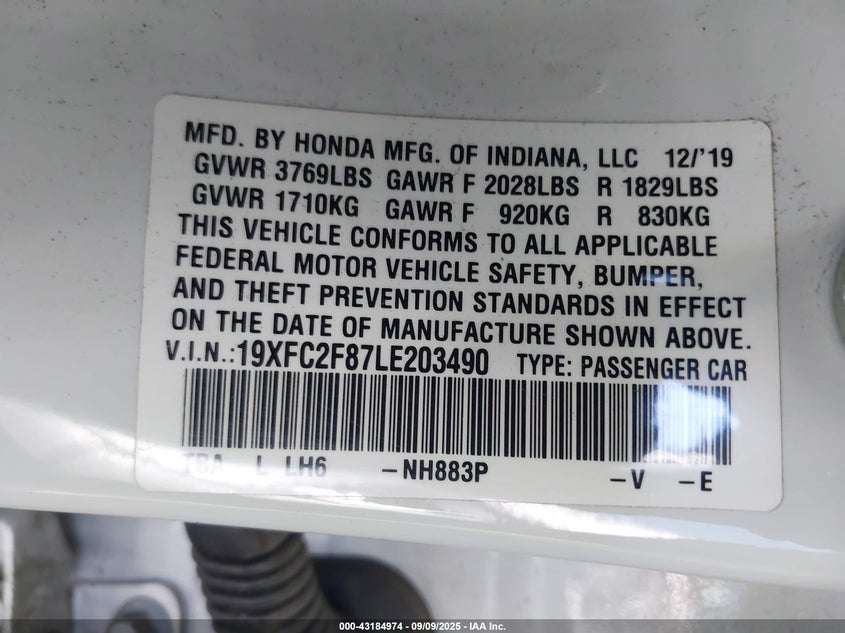 MFD. BY HONDA MFG. OF INDIANA, LLC 12/'19
GVWR 3769LBS GAWR F 2028LBS R 1829LBS
GVWR 1710KG GAWR F 920KG R 830KG
THIS VEHICLE CONFORMS TO ALL APPLICABLE
FEDERAL MOTOR VEHICLE SAFETY, BUMPER,
AND THEFT PREVENTION STANDARDS IN EFFECT
ON THE DATE OF MANUFACTURE SHOWN ABOVE.
V.I.N.:19XFC2F87LE203490 TYPE: PASSENGER CAR
TBA L LH6 -NH883P -V -E
000-43184974 - 09/09/2025 - IAA Inc.